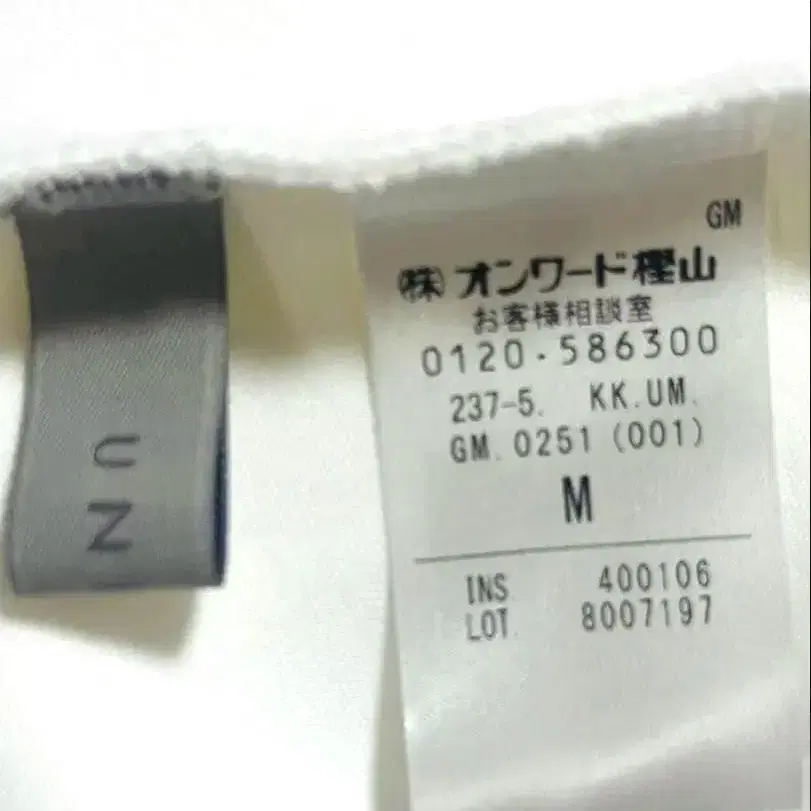 UN
GM
㈱オンワード樫山
お客様相談室
0120・586300
237-5. KK.UM.
GM.0251 (001)
M
INS 400106
LOT 8007197